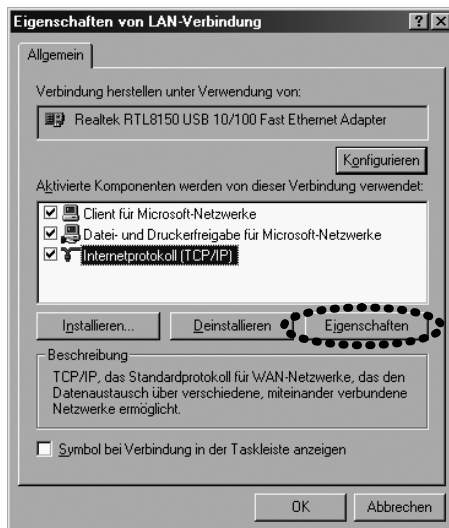 Eigenschaften von LAN-Verbindung
Allgemein
Verbindung herstellen unter Verwendung von:
Realtek RTL8150 USB 10/100 Fast Ethernet Adapter
Konfigurieren
Aktivierte Komponenten werden von dieser Verbindung verwendet:
Client für Microsoft-Netzwerke
Datei- und Druckerfreigabe für Microsoft-Netzwerke
Internetprotokoll (TCP/IP)
Installieren...
Deinstallieren
Eigenschaften
Beschreibung
TCP/IP, das Standardprotokoll für WAN-Netzwerke, das den
Datenaustausch über verschiedene, miteinander verbundene
Netzwerke ermöglicht.
Symbol bei Verbindung in der Taskleiste anzeigen
OK
Abbrechen